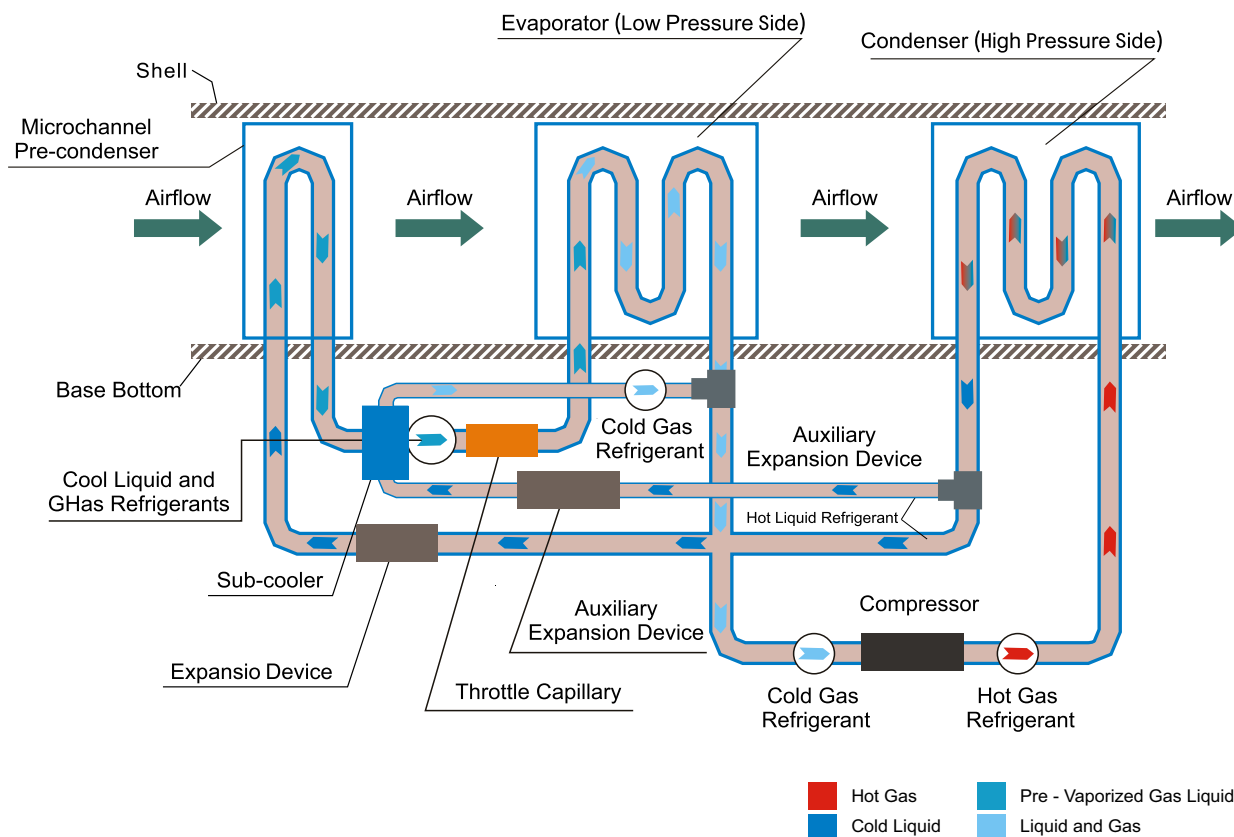 Evaporator (Low Pressure Side)
Condenser (High Pressure Side)
Shell
Microchannel
Pre-condenser
Airflow
Airflow
Airflow
Airflow
Base Bottom
Cold Gas
Refrigerant
Auxiliary
Expansion Device
Cool Liquid and
GHas Refrigerants
Hot Liquid Refrigerant
Sub-cooler
Auxiliary
Expansion Device
Compressor
Expansio Device
Throttle Capillary
Cold Gas
Refrigerant
Hot Gas
Refrigerant
Hot Gas
Pre - Vaporized Gas Liquid
Cold Liquid
Liquid and Gas